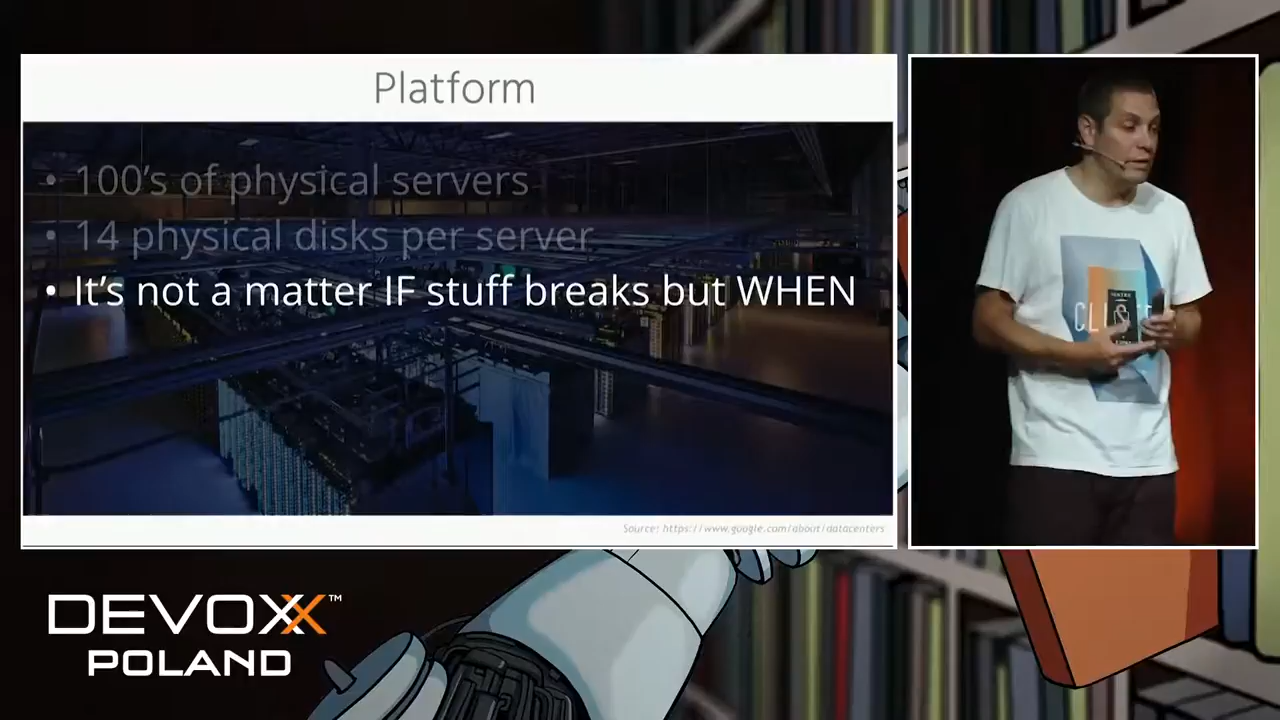 Platform
• 100's of physical servers
• 14 physical disks per server
• It's not a matter IF stuff breaks but WHEN
Source: https://www.google.com/about/datacenters
DEVOXX™
POLAND